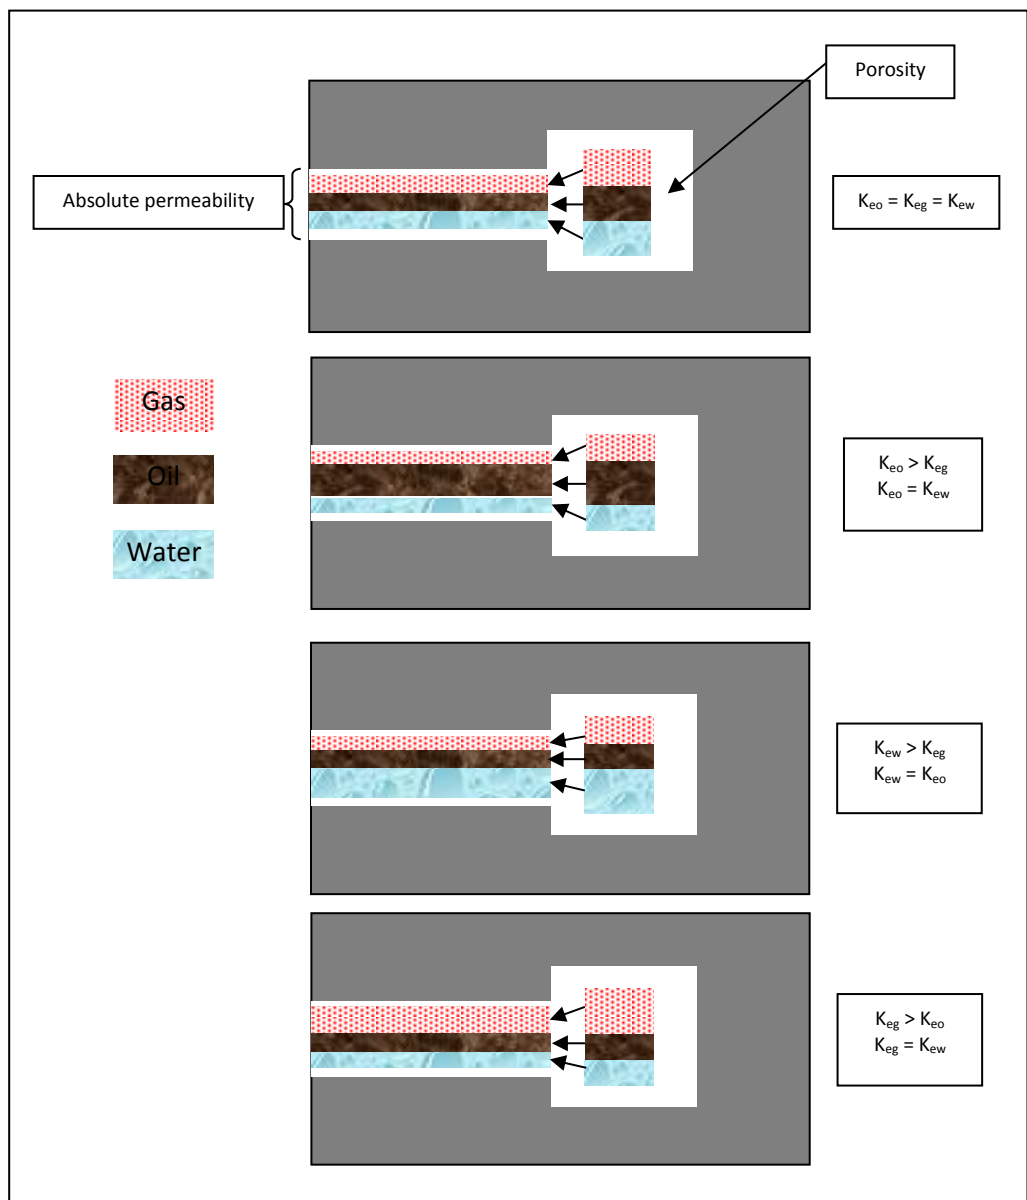 Porosity
Absolute permeability
Keo = Keg = Kew
Gas
Oil
Water
Keo > Keg
Keo = Kew
Kew > Keg
Kew = Keo
Keg > Keo
Keg = Kew